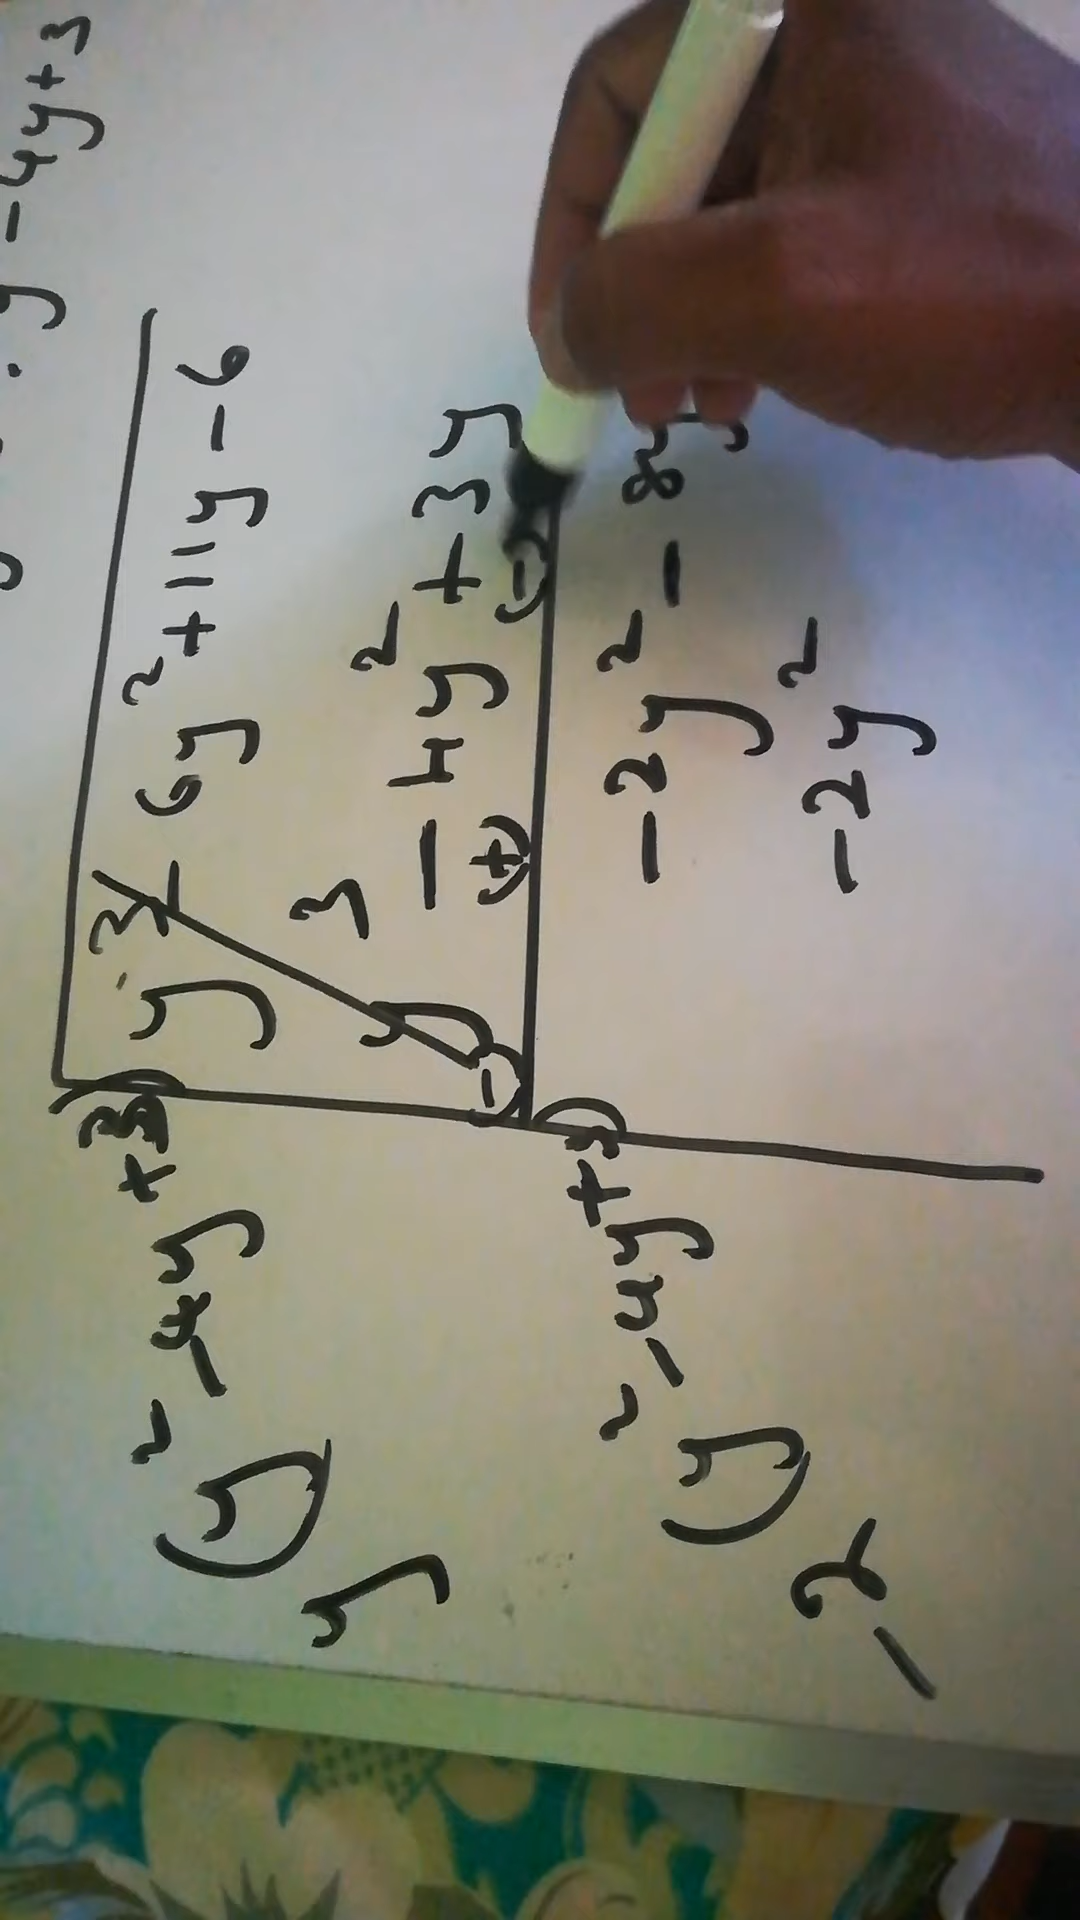 y - 4y + 3
y³ - 6y² + 11y - 6
(y² - 4y + 3)
y
y³ - 4y² + 3y
(-) (+) (-)
(y² - 4y + 3)
-2
-2y² - 8y
-2y²